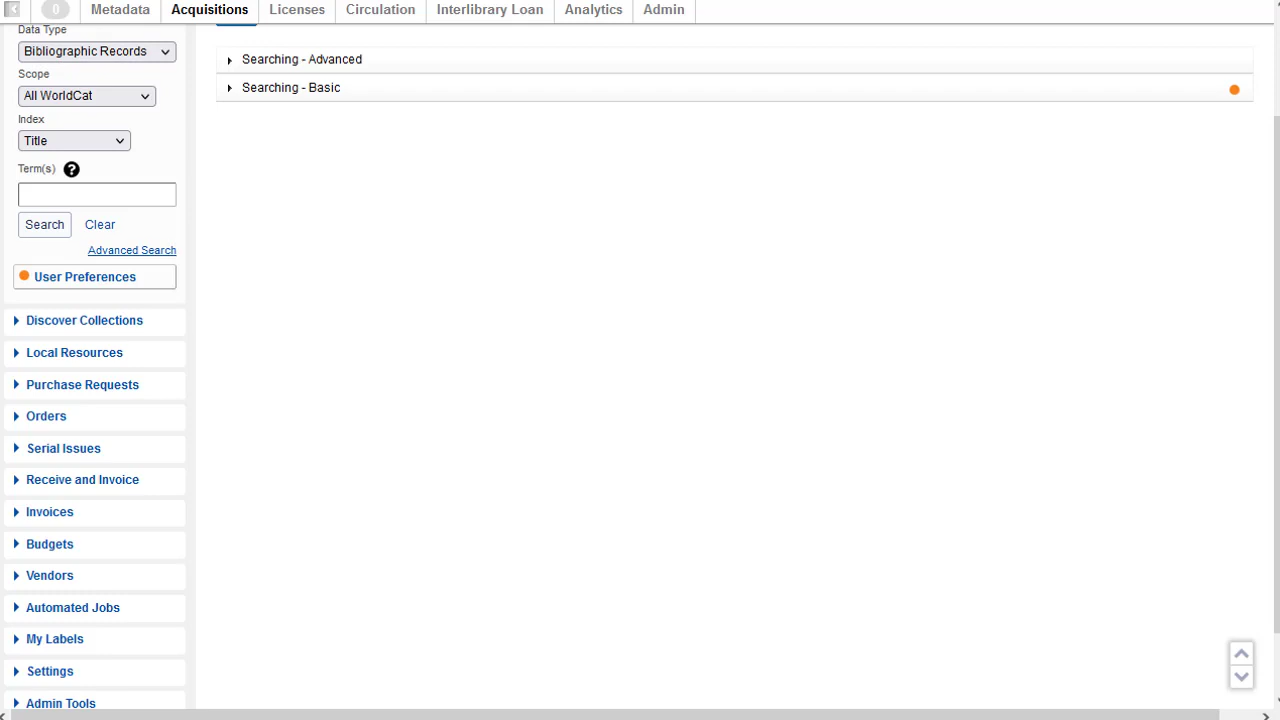 0
Metadata
Acquisitions
Licenses
Circulation
Interlibrary Loan
Analytics
Admin
Data Type
Bibliographic Records
Scope
All WorldCat
Index
Title
Term(s) ?
Search Clear
Advanced Search
User Preferences
Discover Collections
Local Resources
Purchase Requests
Orders
Serial Issues
Receive and Invoice
Invoices
Budgets
Vendors
Automated Jobs
My Labels
Settings
Admin Tools
Searching - Advanced
Searching - Basic